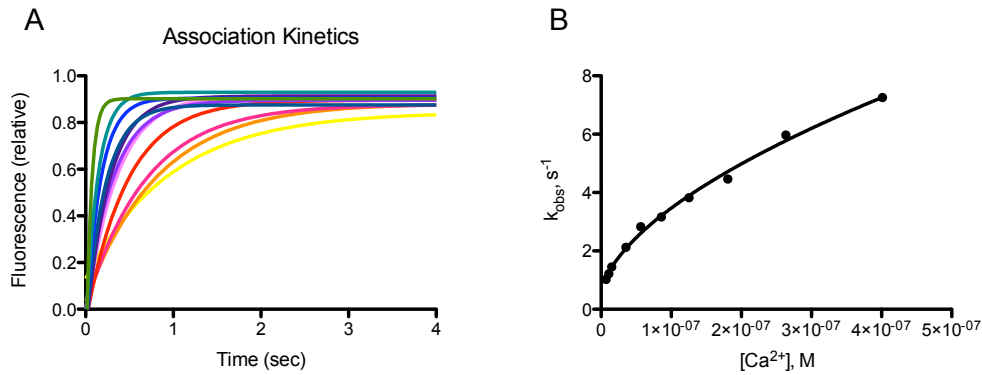 A
Association Kinetics
Fluorescence (relative)
1.0
0.8
0.6
0.4
0.2
0.0
0 1 2 3 4
Time (sec)
B
k_obs, s⁻¹
8
6
4
2
0
0 1×10⁻⁰⁷ 2×10⁻⁰⁷ 3×10⁻⁰⁷ 4×10⁻⁰⁷ 5×10⁻⁰⁷
[Ca²⁺], M